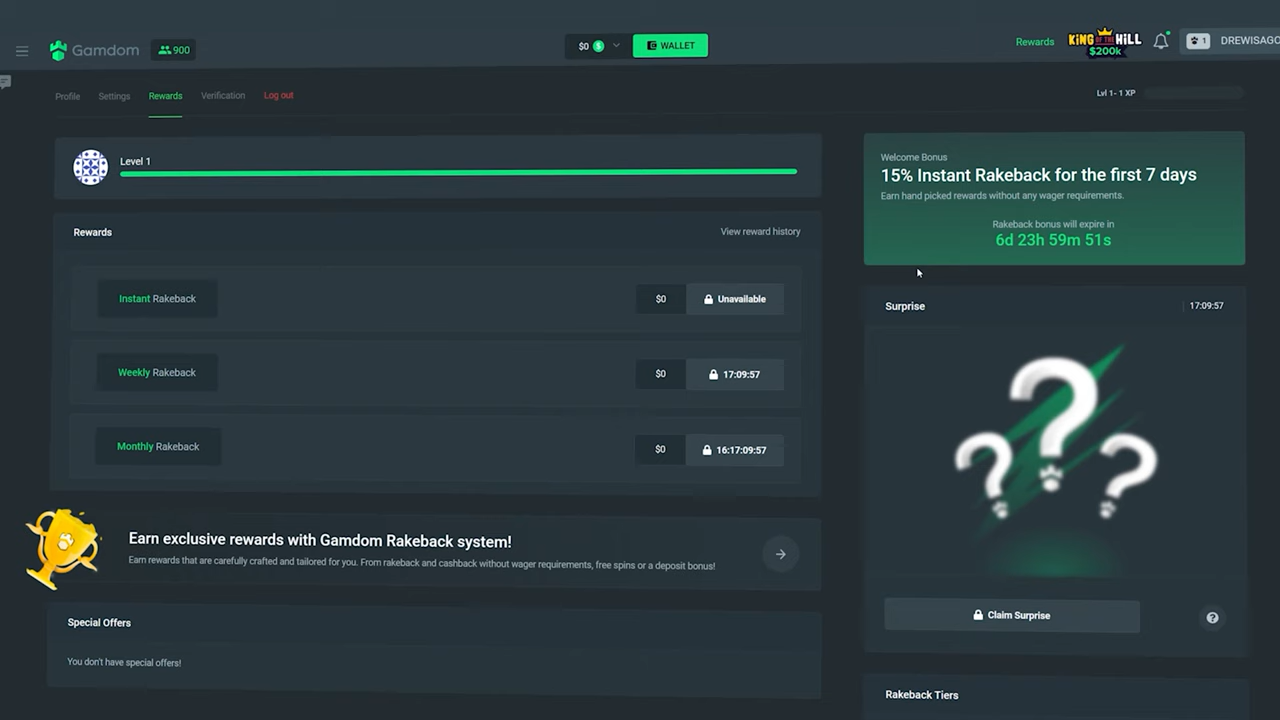 Gamdom
900
$0
WALLET
Rewards
KING OF THE HILL
$200k
1
DREWISAGO
Profile
Settings
Rewards
Verification
Log out
Lvl 1- 1 XP
Level 1
Welcome Bonus
15% Instant Rakeback for the first 7 days
Earn hand picked rewards without any wager requirements.
Rakeback bonus will expire in
6d 23h 59m 51s
Rewards
View reward history
Instant Rakeback
$0
Unavailable
Weekly Rakeback
$0
17:09:57
Monthly Rakeback
$0
16:17:09:57
Surprise
17:09:57
? ? ?
Claim Surprise
?
Earn exclusive rewards with Gamdom Rakeback system!
Earn rewards that are carefully crafted and tailored for you. From rakeback and cashback without wager requirements, free spins or a deposit bonus!
Special Offers
You don't have special offers!
Rakeback Tiers